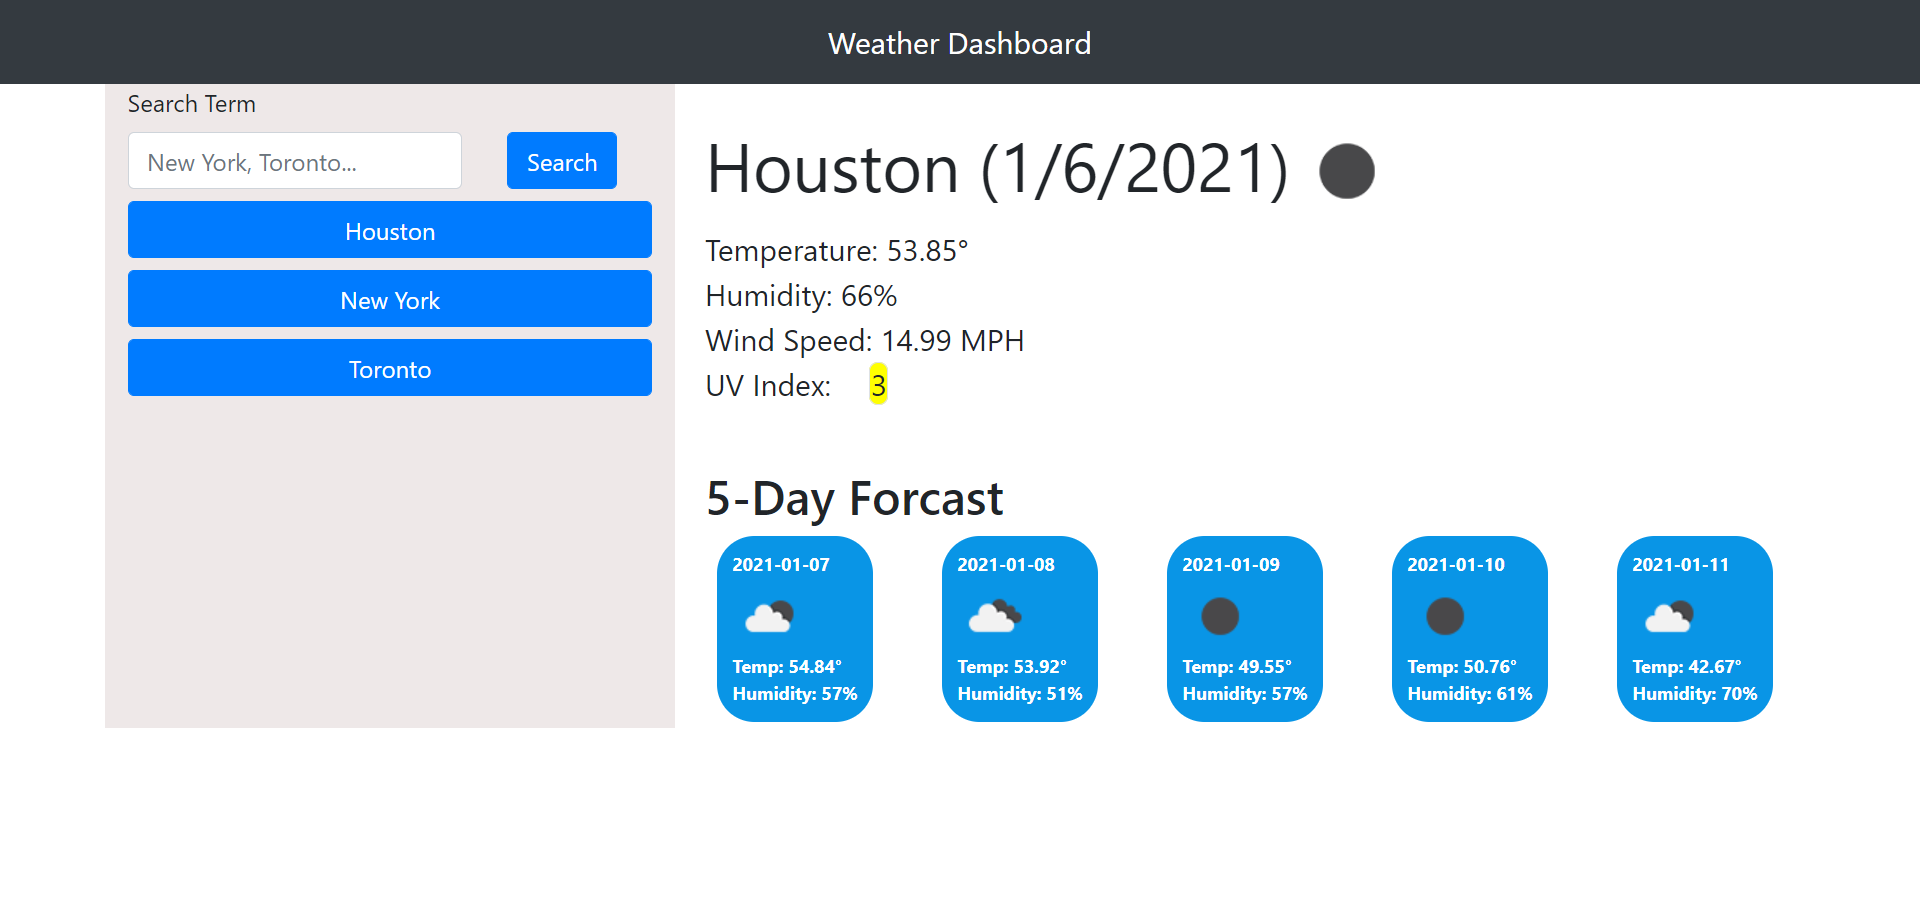 Weather Dashboard
Search Term
New York, Toronto...
Search
Houston
New York
Toronto
Houston (1/6/2021)
Temperature: 53.85°
Humidity: 66%
Wind Speed: 14.99 MPH
UV Index: 3
5-Day Forcast
2021-01-07
Temp: 54.84°
Humidity: 57%
2021-01-08
Temp: 53.92°
Humidity: 51%
2021-01-09
Temp: 49.55°
Humidity: 57%
2021-01-10
Temp: 50.76°
Humidity: 61%
2021-01-11
Temp: 42.67°
Humidity: 70%